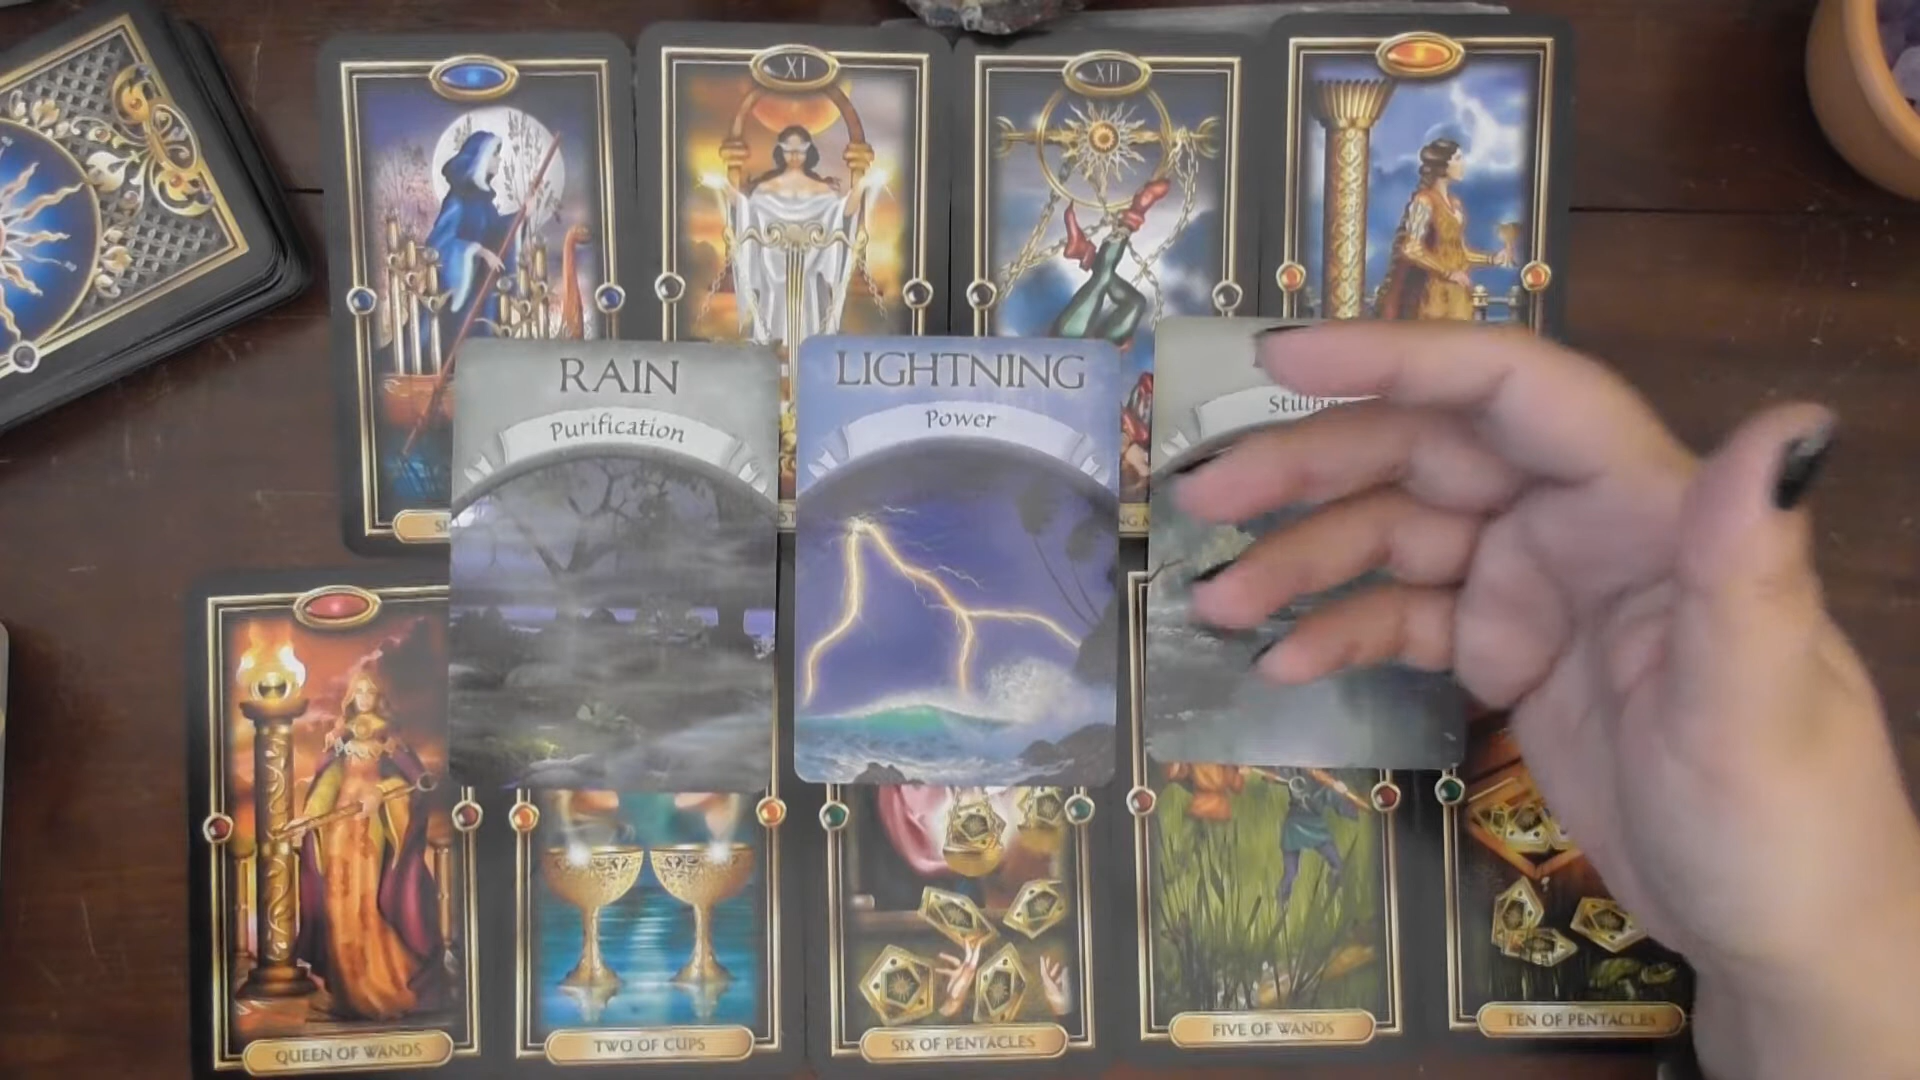 XI
XII
RAIN
Purification
LIGHTNING
Power
QUEEN OF WANDS
TWO OF CUPS
SIX OF PENTACLES
FIVE OF WANDS
TEN OF PENTACLES